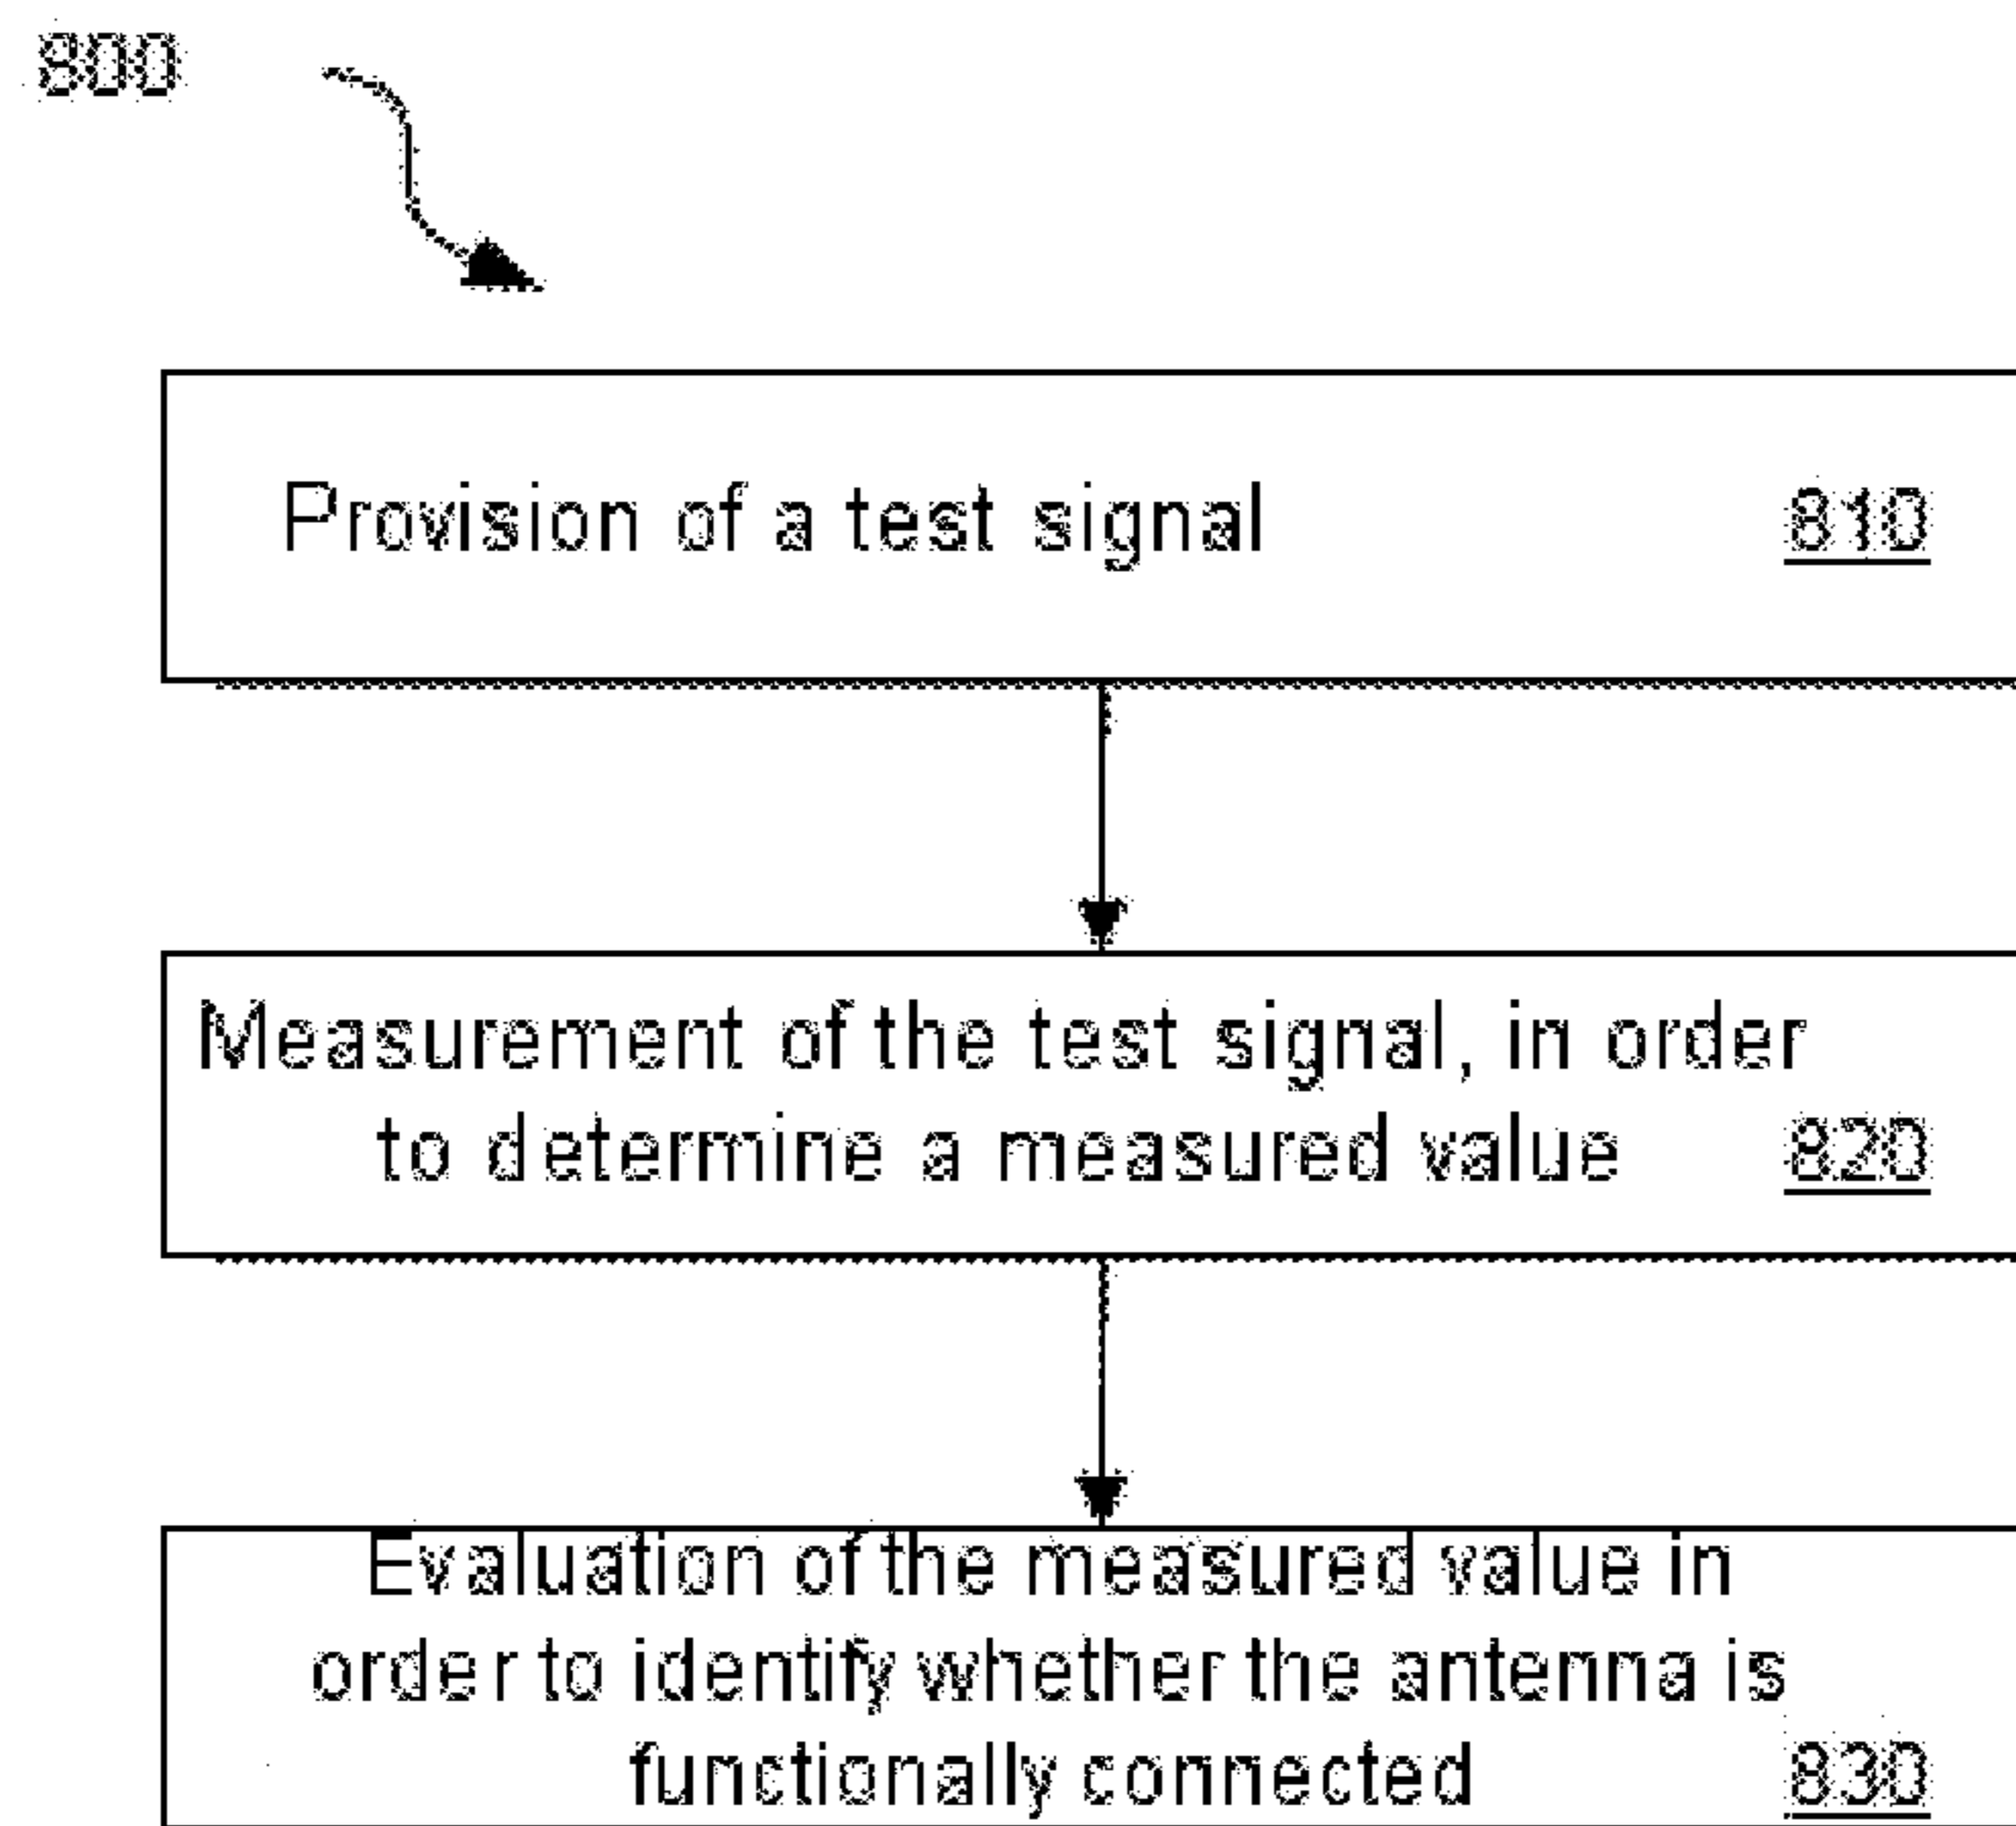 800
Provision of a test signal 810
Measurement of the test signal, in order
to determine a measured value 820
Evaluation of the measured value in
order to identify whether the antenna is
functionally connected 830